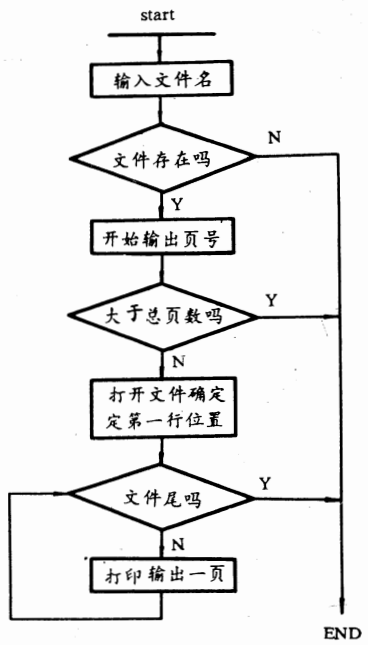 start
输入文件名
文件存在吗
N
Y
开始输出页号
大于总页数吗
Y
N
打开文件确定
定第一行位置
文件尾吗
Y
N
打印输出一页
END